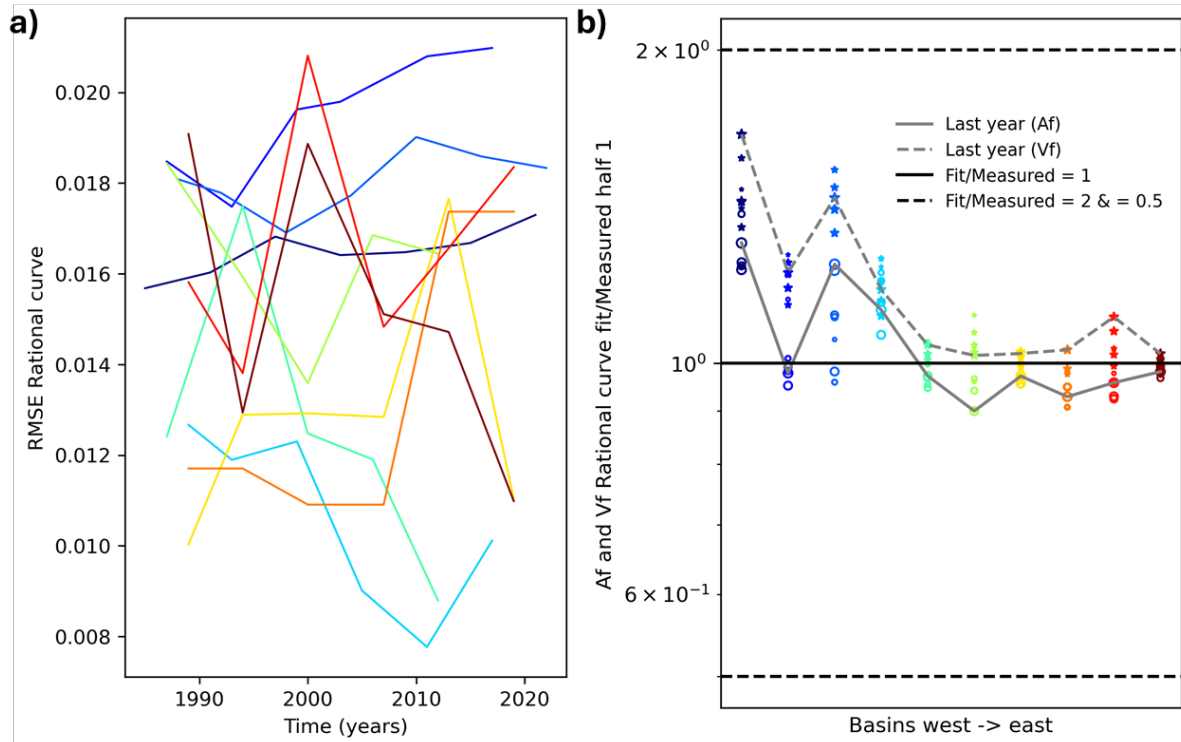 a)
RMSE Rational curve
0.020
0.018
0.016
0.014
0.012
0.010
0.008
1990
2000
2010
2020
Time (years)
b)
Af and Vf Rational curve fit/Measured half 1
2 × 10⁰
10⁰
6 × 10⁻¹
Last year (Af)
Last year (Vf)
Fit/Measured = 1
Fit/Measured = 2 & = 0.5
Basins west -> east